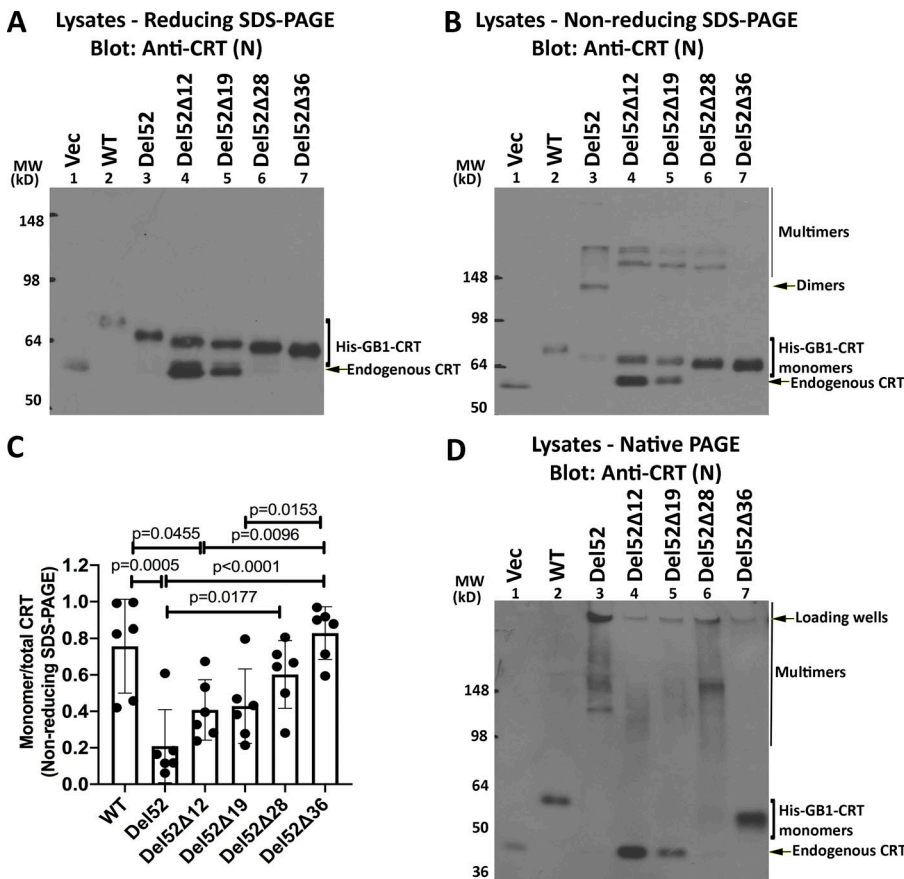 A
Lysates - Reducing SDS-PAGE
Blot: Anti-CRT (N)
Vec
WT
Del52
Del52Δ12
Del52Δ19
Del52Δ28
Del52Δ36
MW
(kD)
1 2 3 4 5 6 7
148
98
64
50
His-GB1-CRT
Endogenous CRT
B
Lysates - Non-reducing SDS-PAGE
Blot: Anti-CRT (N)
Vec
WT
Del52
Del52Δ12
Del52Δ19
Del52Δ28
Del52Δ36
MW
(kD)
1 2 3 4 5 6 7
148
98
64
50
Multimers
Dimers
His-GB1-CRT
monomers
Endogenous CRT
C
p=0.0153
p=0.0455
p=0.0096
p=0.0005
p<0.0001
p=0.0177
Monomer/total CRT
(Non-reducing SDS-PAGE)
1.0
0.8
0.6
0.4
0.2
0.0
WT
Del52
Del52Δ12
Del52Δ19
Del52Δ28
Del52Δ36
D
Lysates - Native PAGE
Blot: Anti-CRT (N)
Vec
WT
Del52
Del52Δ12
Del52Δ19
Del52Δ28
Del52Δ36
MW
(kD)
1 2 3 4 5 6 7
148
98
64
50
36
Loading wells
Multimers
His-GB1-CRT
monomers
Endogenous CRT